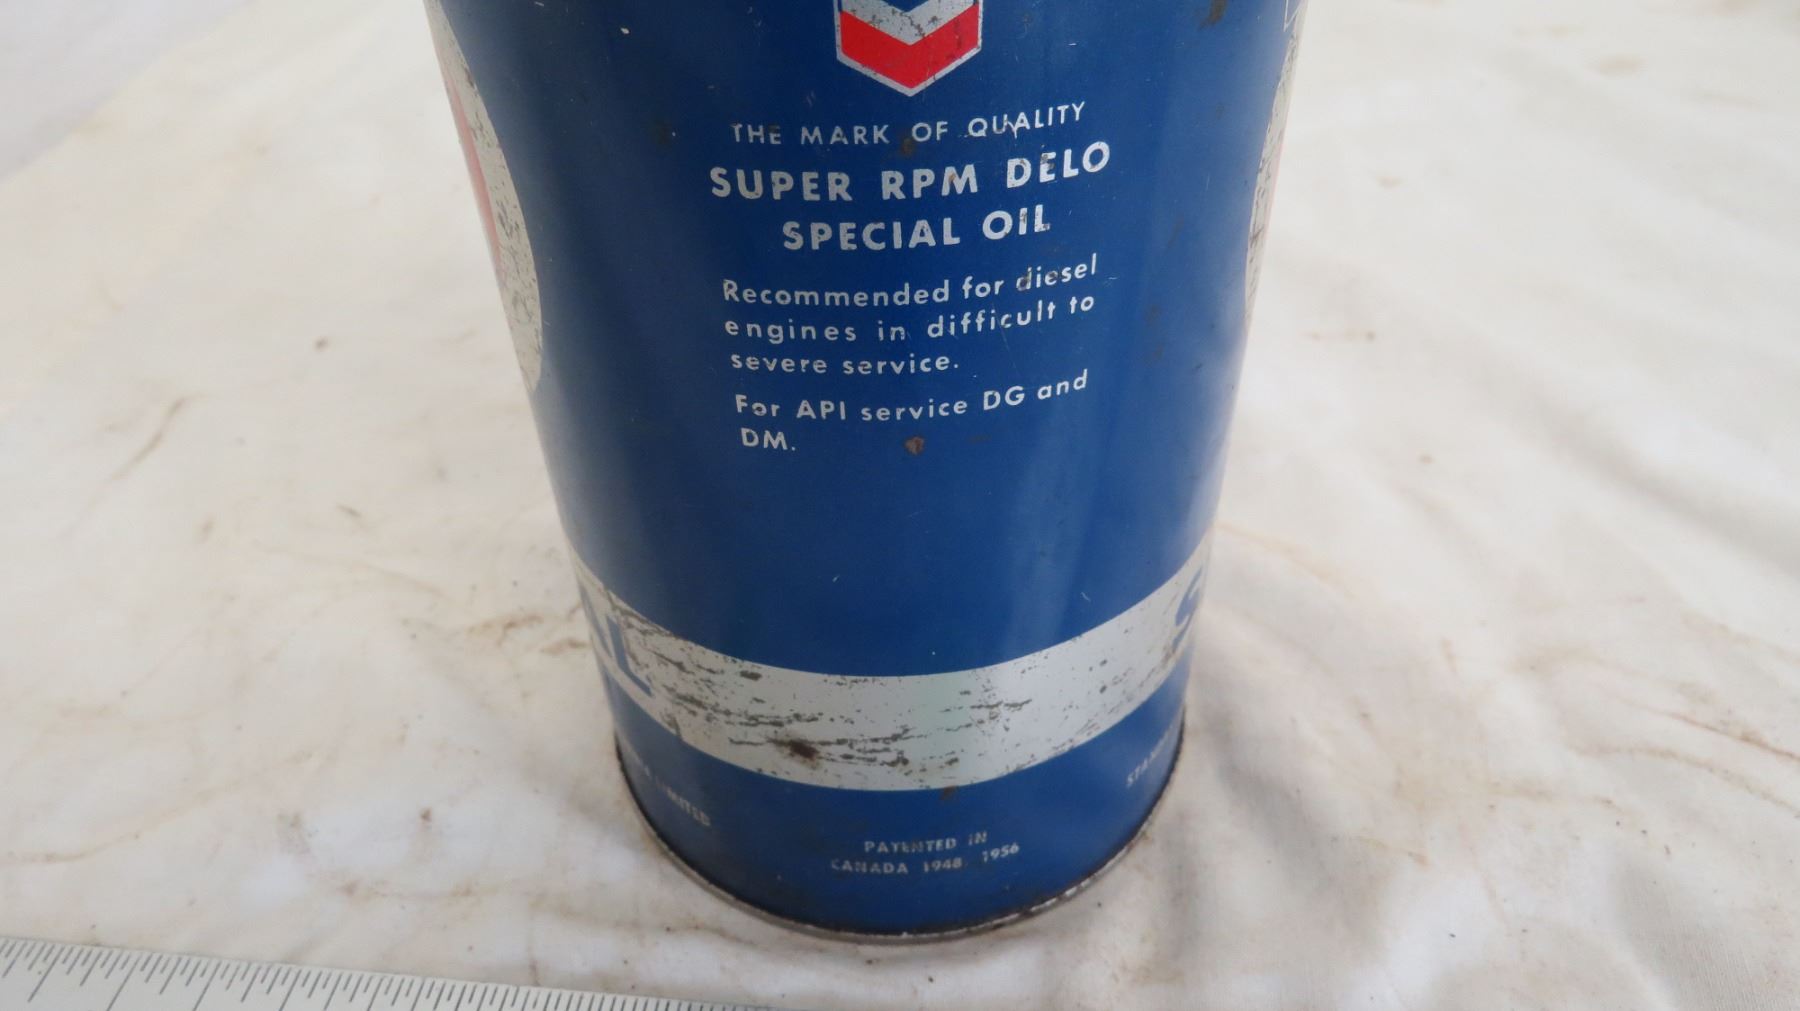 THE MARK OF QUALITY
SUPER RPM DELO
SPECIAL OIL
Recommended for diesel
engines in difficult to
severe service.
For API service DG and
DM.
LIMITED
PATENTED IN
CANADA 1948, 1956